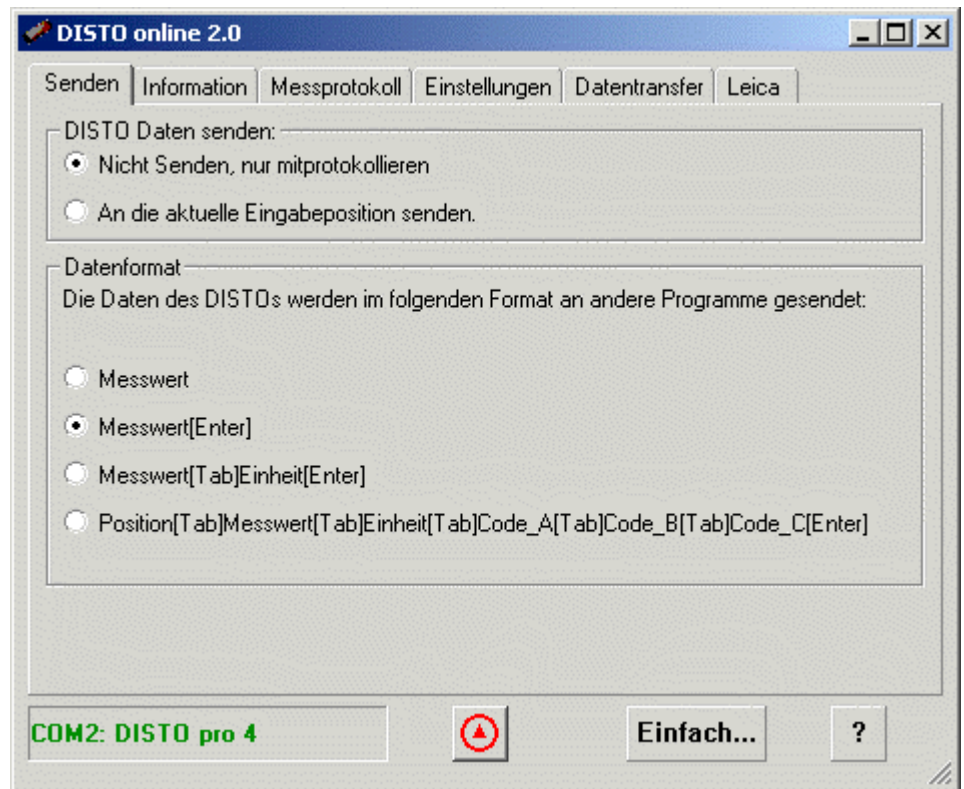 DISTO online 2.0
Senden Information Messprotokoll Einstellungen Datentransfer Leica
DISTO Daten senden:
Nicht Senden, nur mitprotokollieren
An die aktuelle Eingabeposition senden.
Datenformat
Die Daten des DISTOs werden im folgenden Format an andere Programme gesendet:
Messwert
Messwert[Enter]
Messwert[Tab]Einheit[Enter]
Position[Tab]Messwert[Tab]Einheit[Tab]Code_A[Tab]Code_B[Tab]Code_C[Enter]
COM2: DISTO pro 4 Einfach... ?